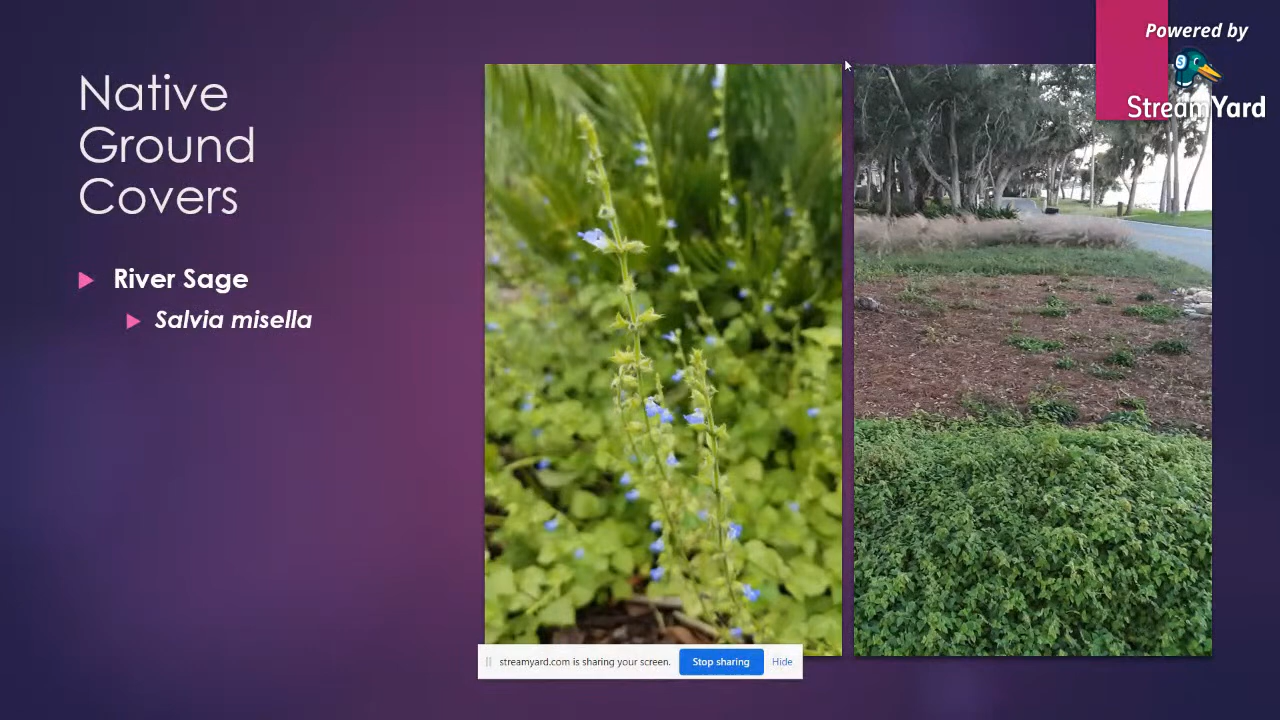 Native
Ground
Covers
River Sage
Salvia misella
Powered by
StreamYard
streamyard.com is sharing your screen.
Stop sharing
Hide